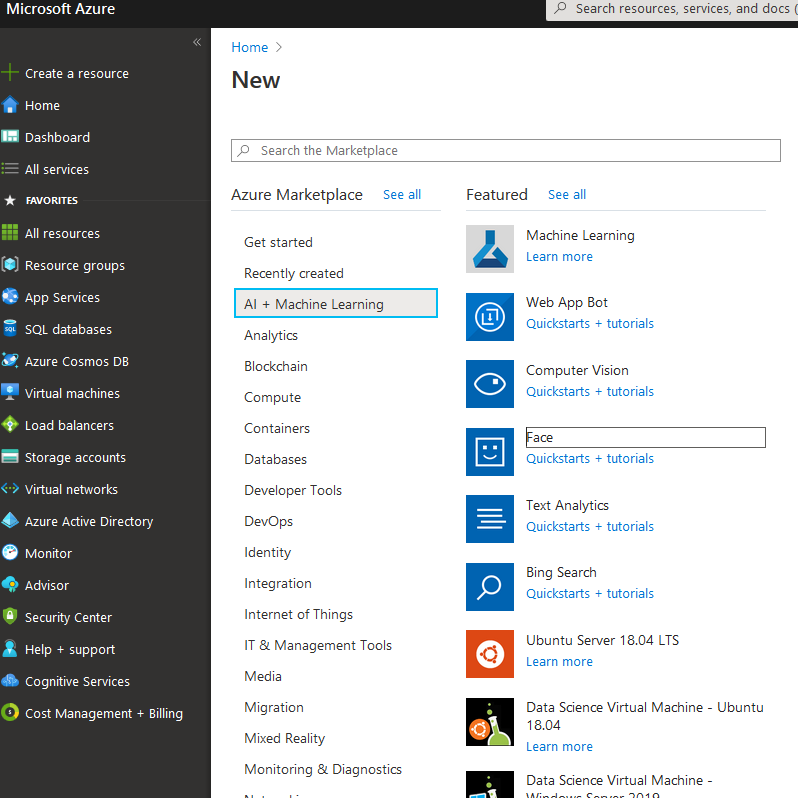 Microsoft Azure
Search resources, services, and docs (
«
Create a resource
Home
Dashboard
All services
FAVORITES
All resources
Resource groups
App Services
SQL databases
Azure Cosmos DB
Virtual machines
Load balancers
Storage accounts
Virtual networks
Azure Active Directory
Monitor
Advisor
Security Center
Help + support
Cognitive Services
Cost Management + Billing
Home >
New
Search the Marketplace
Azure Marketplace See all
Get started
Recently created
AI + Machine Learning
Analytics
Blockchain
Compute
Containers
Databases
Developer Tools
DevOps
Identity
Integration
Internet of Things
IT & Management Tools
Media
Migration
Mixed Reality
Monitoring & Diagnostics
Featured See all
Machine Learning
Learn more
Web App Bot
Quickstarts + tutorials
Computer Vision
Quickstarts + tutorials
Face
Quickstarts + tutorials
Text Analytics
Quickstarts + tutorials
Bing Search
Quickstarts + tutorials
Ubuntu Server 18.04 LTS
Learn more
Data Science Virtual Machine - Ubuntu
18.04
Learn more
Data Science Virtual Machine -
Windows Server 2019